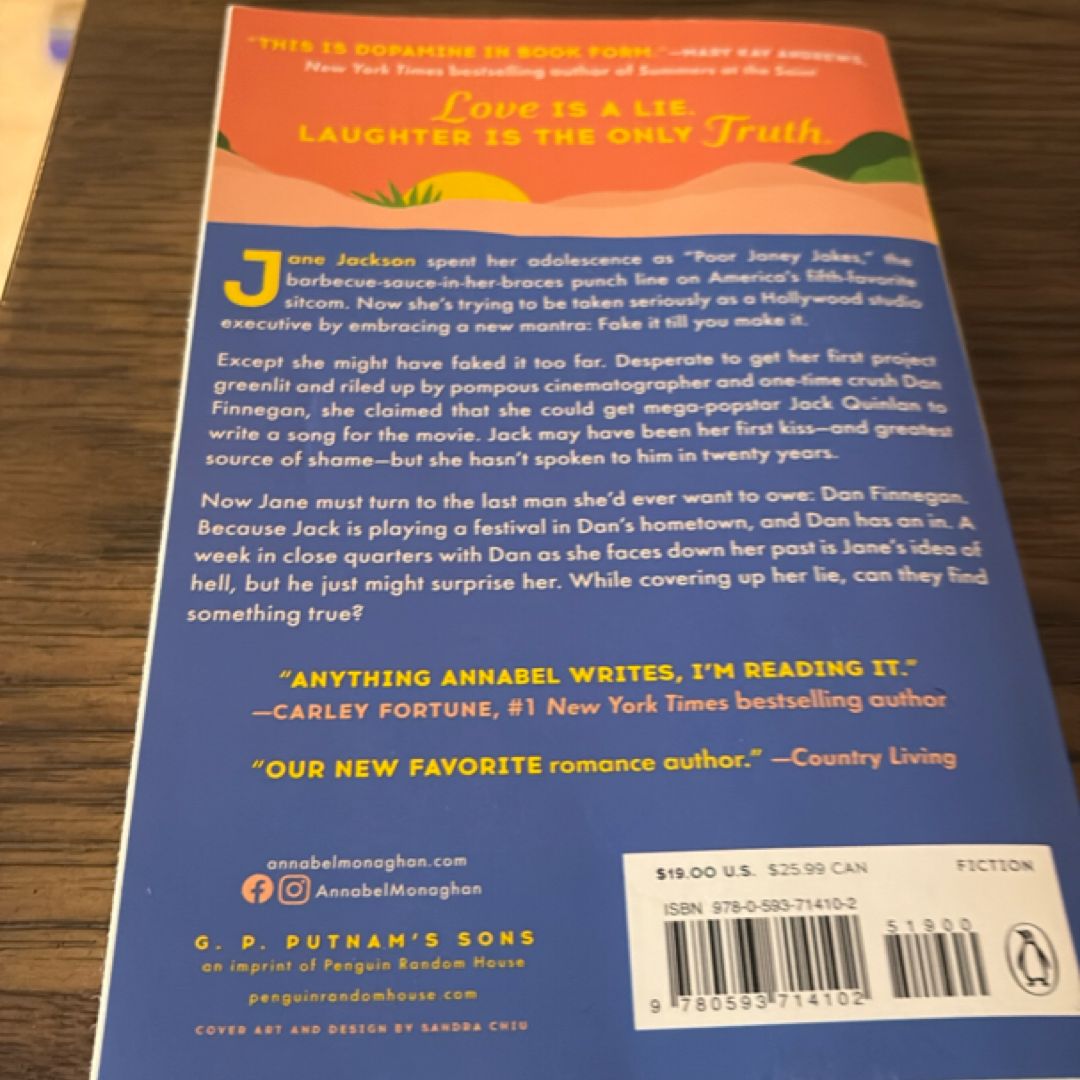 "THIS IS DOPAMINE IN BOOK FORM."—MARY KAY ANDREWS,
New York Times bestselling author of Summers at the Saint
Love IS A LIE.
LAUGHTER IS THE ONLY Truth.
Jane Jackson spent her adolescence as "Poor Janey Jakes," the
barbecue-sauce-in-her-braces punch line on America's fifth-favorite
sitcom. Now she's trying to be taken seriously as a Hollywood studio
executive by embracing a new mantra: Fake it till you make it.
Except she might have faked it too far. Desperate to get her first project
greenlit and riled up by pompous cinematographer and one-time crush Dan
Finnegan, she claimed that she could get mega-popstar Jack Quinlan to
write a song for the movie. Jack may have been her first kiss—and greatest
source of shame—but she hasn't spoken to him in twenty years.
Now Jane must turn to the last man she'd ever want to owe: Dan Finnegan.
Because Jack is playing a festival in Dan's hometown, and Dan has an in. A
week in close quarters with Dan as she faces down her past is Jane's idea of
hell, but he just might surprise her. While covering up her lie, can they find
something true?
"ANYTHING ANNABEL WRITES, I'M READING IT."
—CARLEY FORTUNE, #1 New York Times bestselling author
"OUR NEW FAVORITE romance author." —Country Living
annabelmonaghan.com
AnnabelMonaghan
G. P. PUTNAM'S SONS
an imprint of Penguin Random House
penguinrandomhouse.com
COVER ART AND DESIGN BY SANDRA CHIU
$19.00 U.S. $25.99 CAN FICTION
ISBN 978-0-593-71410-2
51900
9 780593 714102